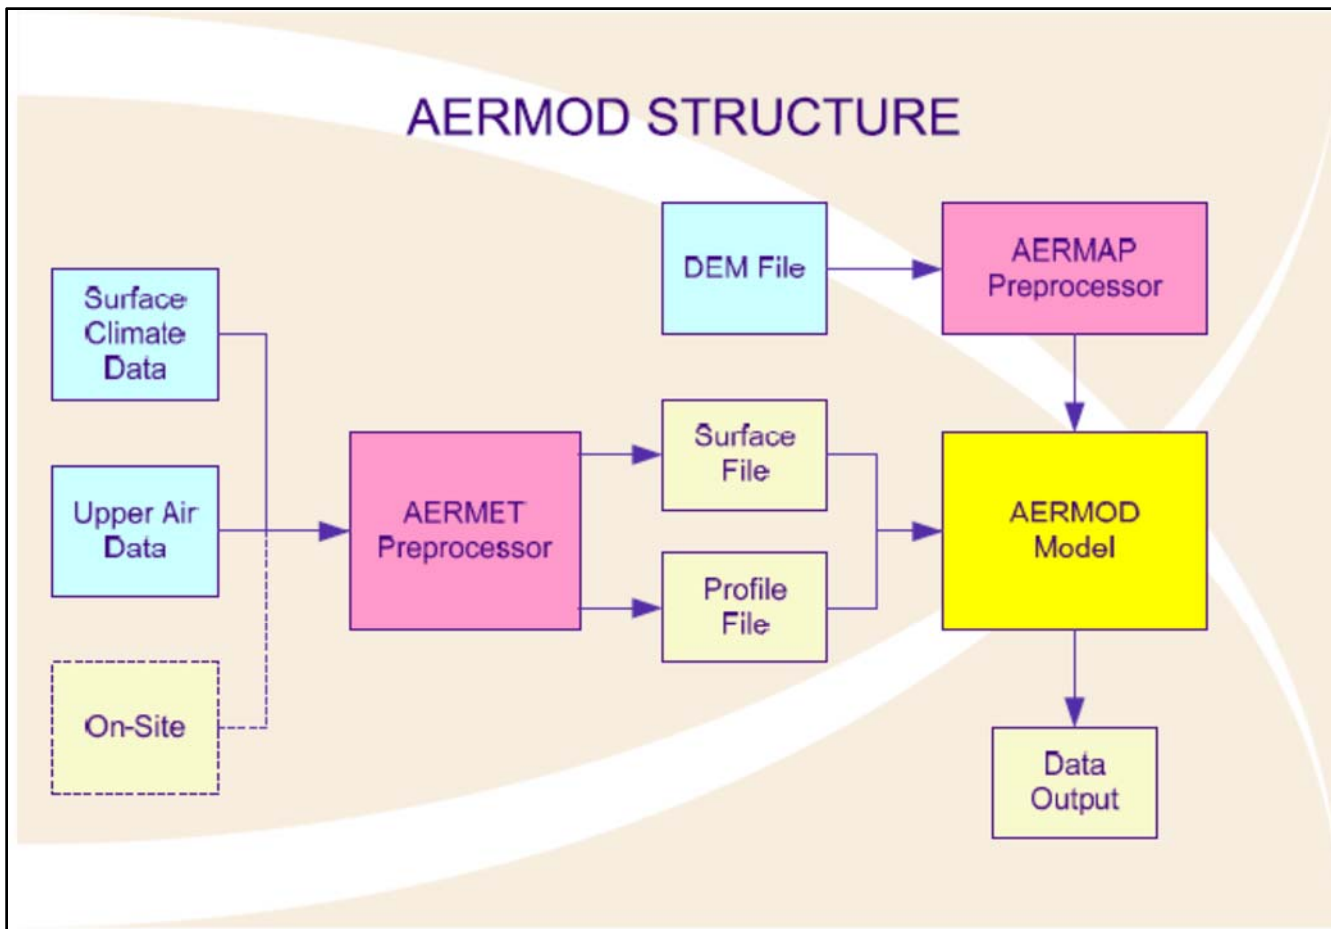 AERMOD STRUCTURE
DEM File
AERMAP
Preprocessor
Surface
Climate
Data
Surface
File
AERMET
Preprocessor
AERMOD
Model
Upper Air
Data
Profile
File
On-Site
Data
Output